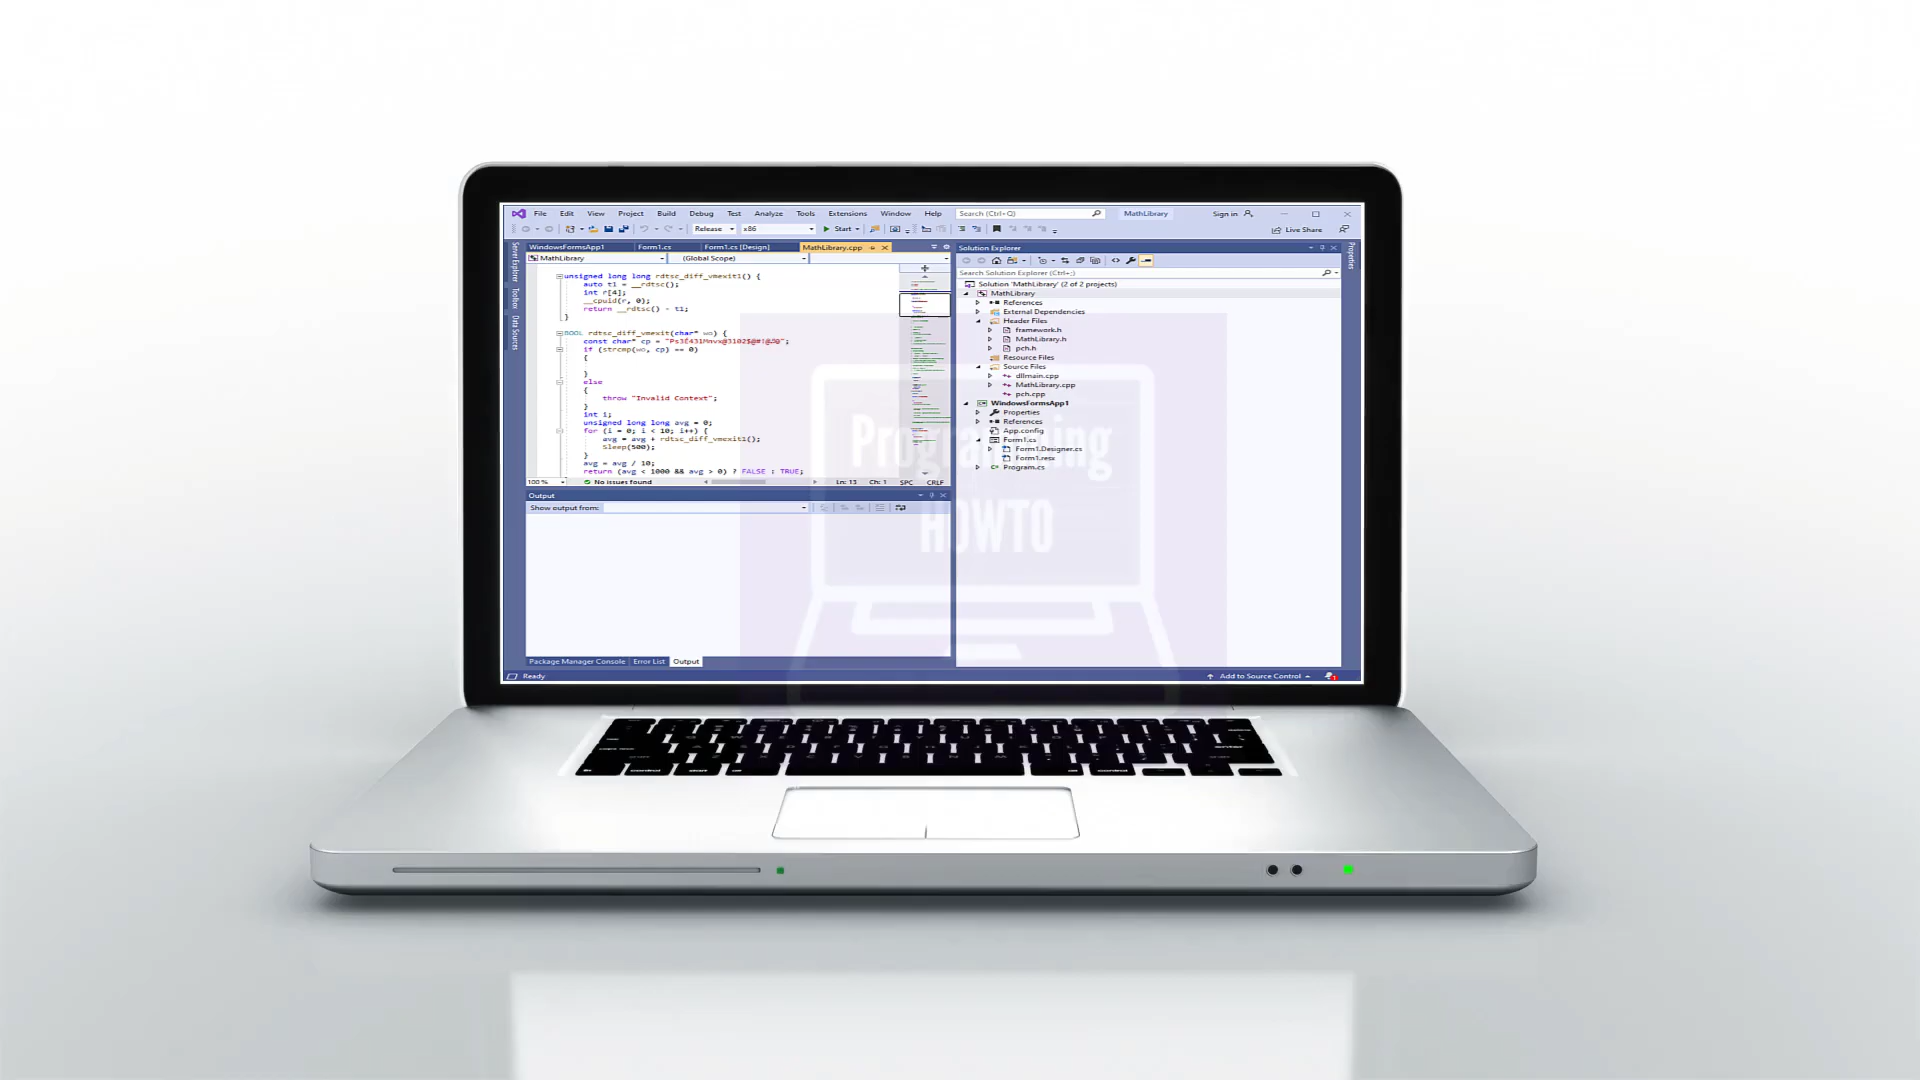 File Edit View Project Build Debug Test Analyze Tools Extensions Window Help Search (Ctrl+Q) MathLibrary Sign in
Release x86 Start Live Share
WindowsFormsApp1 Form1.cs Form1.cs [Design] MathLibrary.cpp
MathLibrary (Global Scope)
Server Explorer
Toolbox
Data Sources
unsigned long long rdtsc_diff_vmexit1() {
auto t1 = __rdtsc();
int r[4];
__cpuid(r, 0);
return __rdtsc() - t1;
}
BOOL rdtsc_diff_vmexit(char* wo) {
if (strcmp(wo, cp) == 0)
{
}
else
{
throw "Invalid Context";
}
int i;
unsigned long long avg = 0;
for (i = 0; i < 10; i++) {
avg = avg + rdtsc_diff_vmexit1();
Sleep(500);
}
avg = avg / 10;
return (avg < 1000 && avg > 0) ? FALSE : TRUE;
100 % No issues found Ln: 13 Ch: 1 SPC CRLF
Output
Show output from:
Package Manager Console Error List Output
Solution Explorer
Search Solution Explorer (Ctrl+;)
Solution 'MathLibrary' (2 of 2 projects)
MathLibrary
References
External Dependencies
Header Files
framework.h
MathLibrary.h
pch.h
Resource Files
Source Files
dllmain.cpp
MathLibrary.cpp
pch.cpp
WindowsFormsApp1
Properties
References
App.config
Form1.cs
Form1.Designer.cs
Form1.resx
Program.cs
Properties
Programming
HOWTO
Ready Add to Source Control